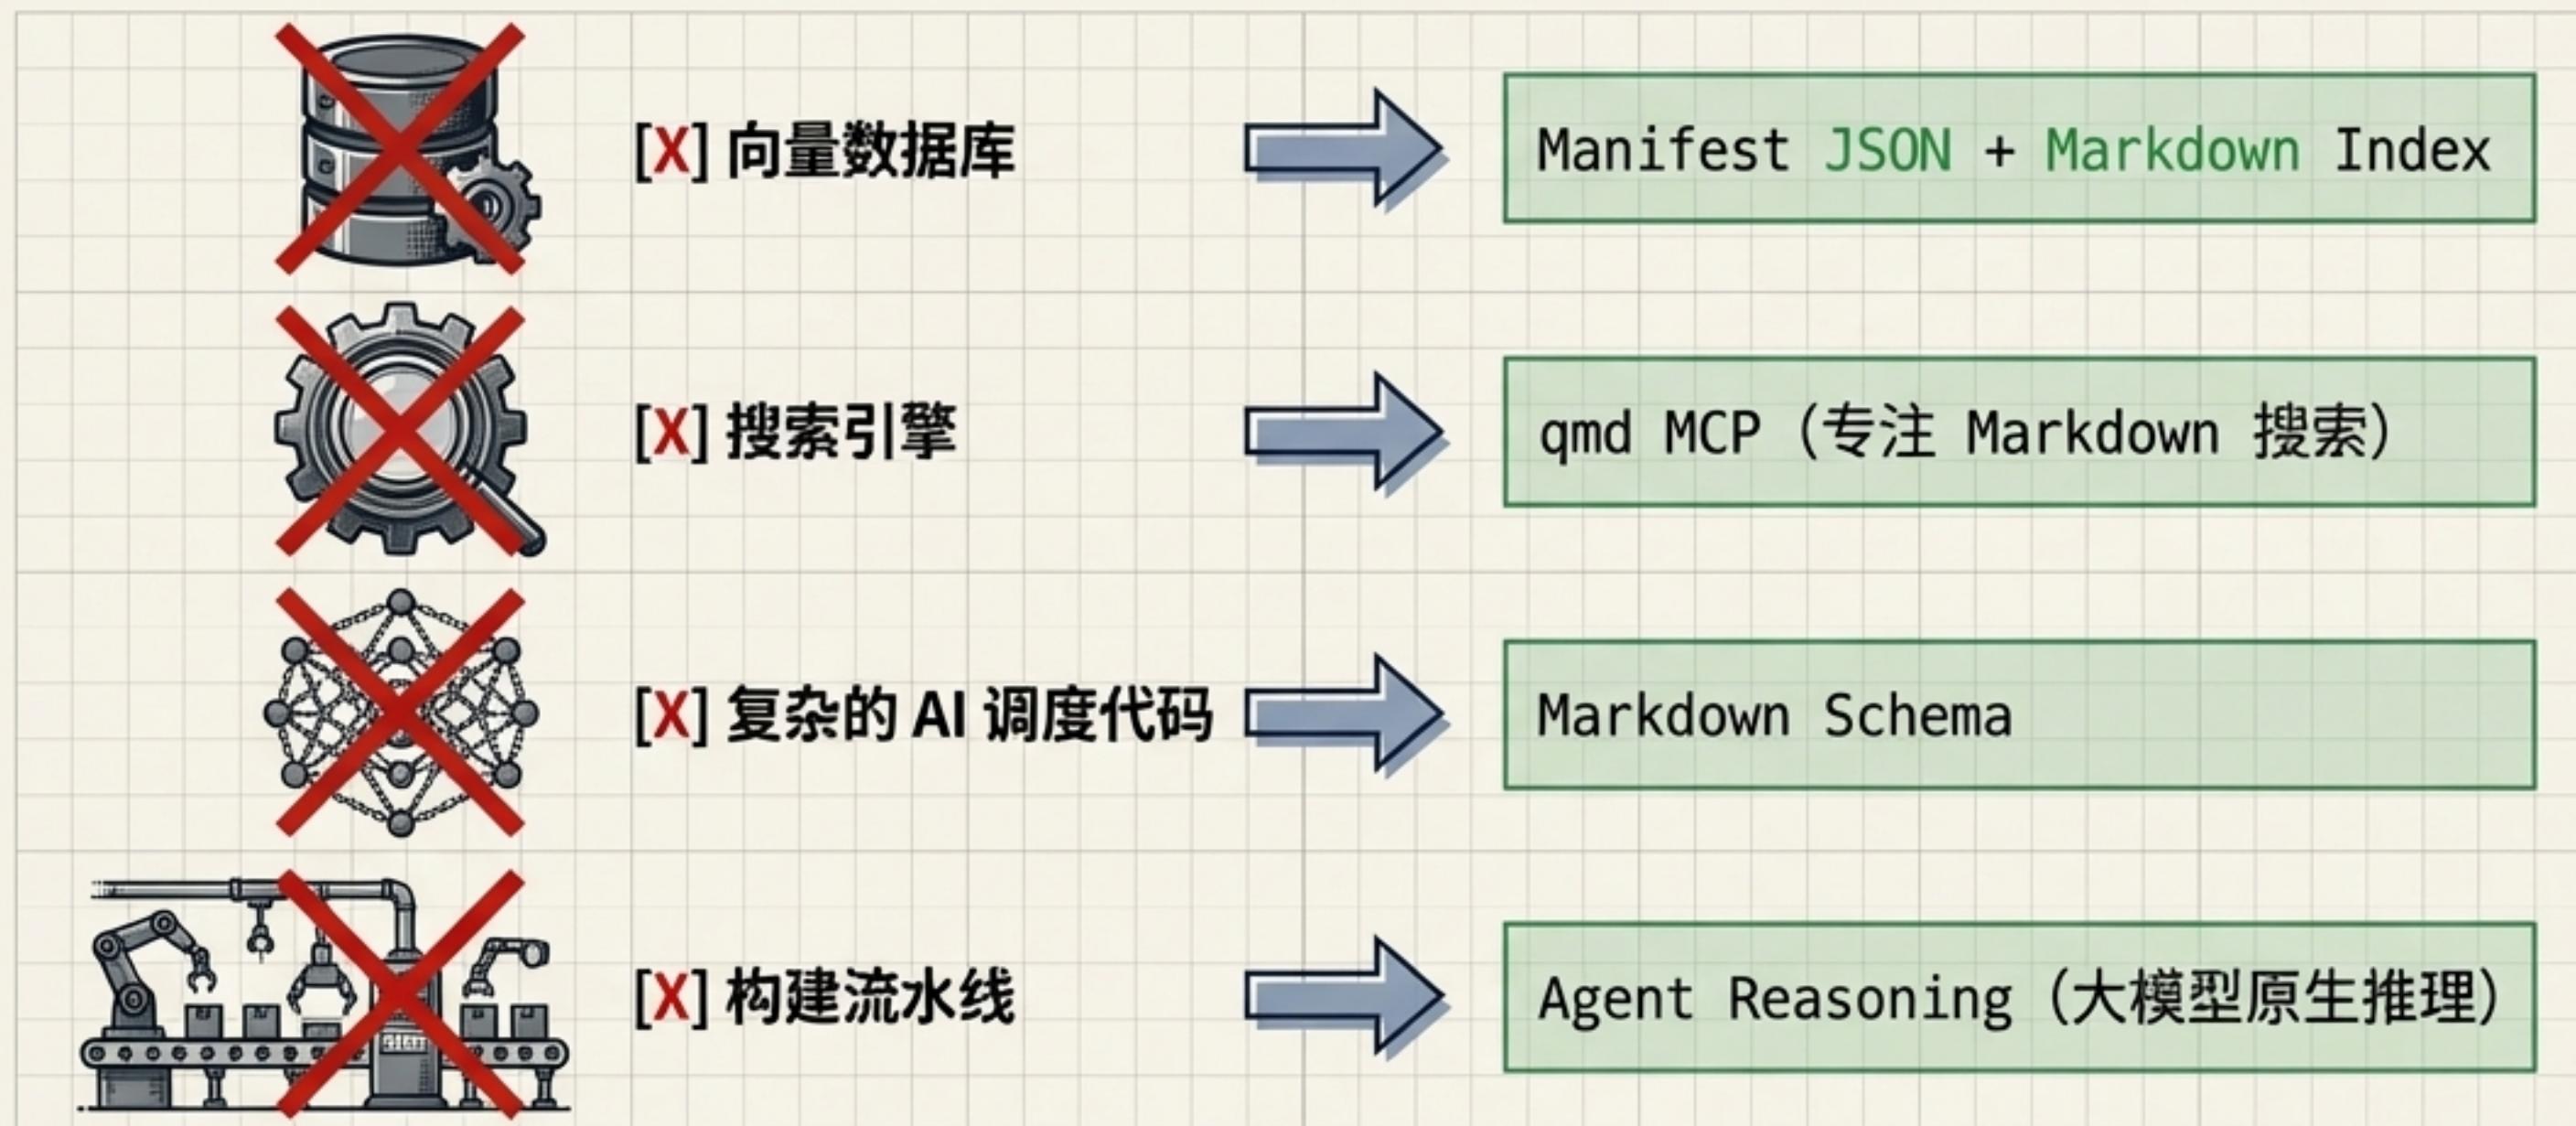 [X] 向量数据库
Manifest JSON + Markdown Index
[X] 搜索引擎
qmd MCP（专注 Markdown 搜索）
[X] 复杂的 AI 调度代码
Markdown Schema
[X] 构建流水线
Agent Reasoning（大模型原生推理）